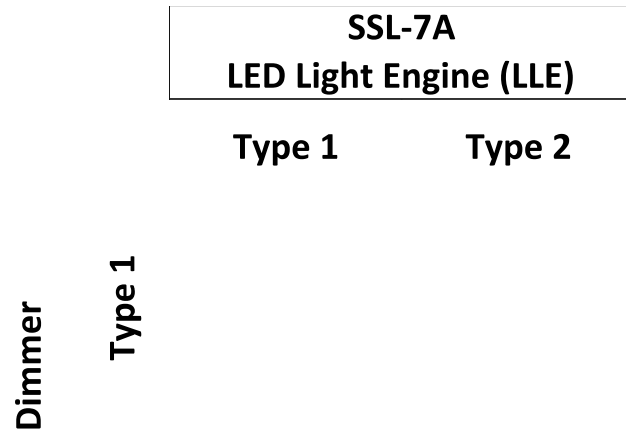 SSL-7A
LED Light Engine (LLE)
Type 1 Type 2
Type 1
Dimmer